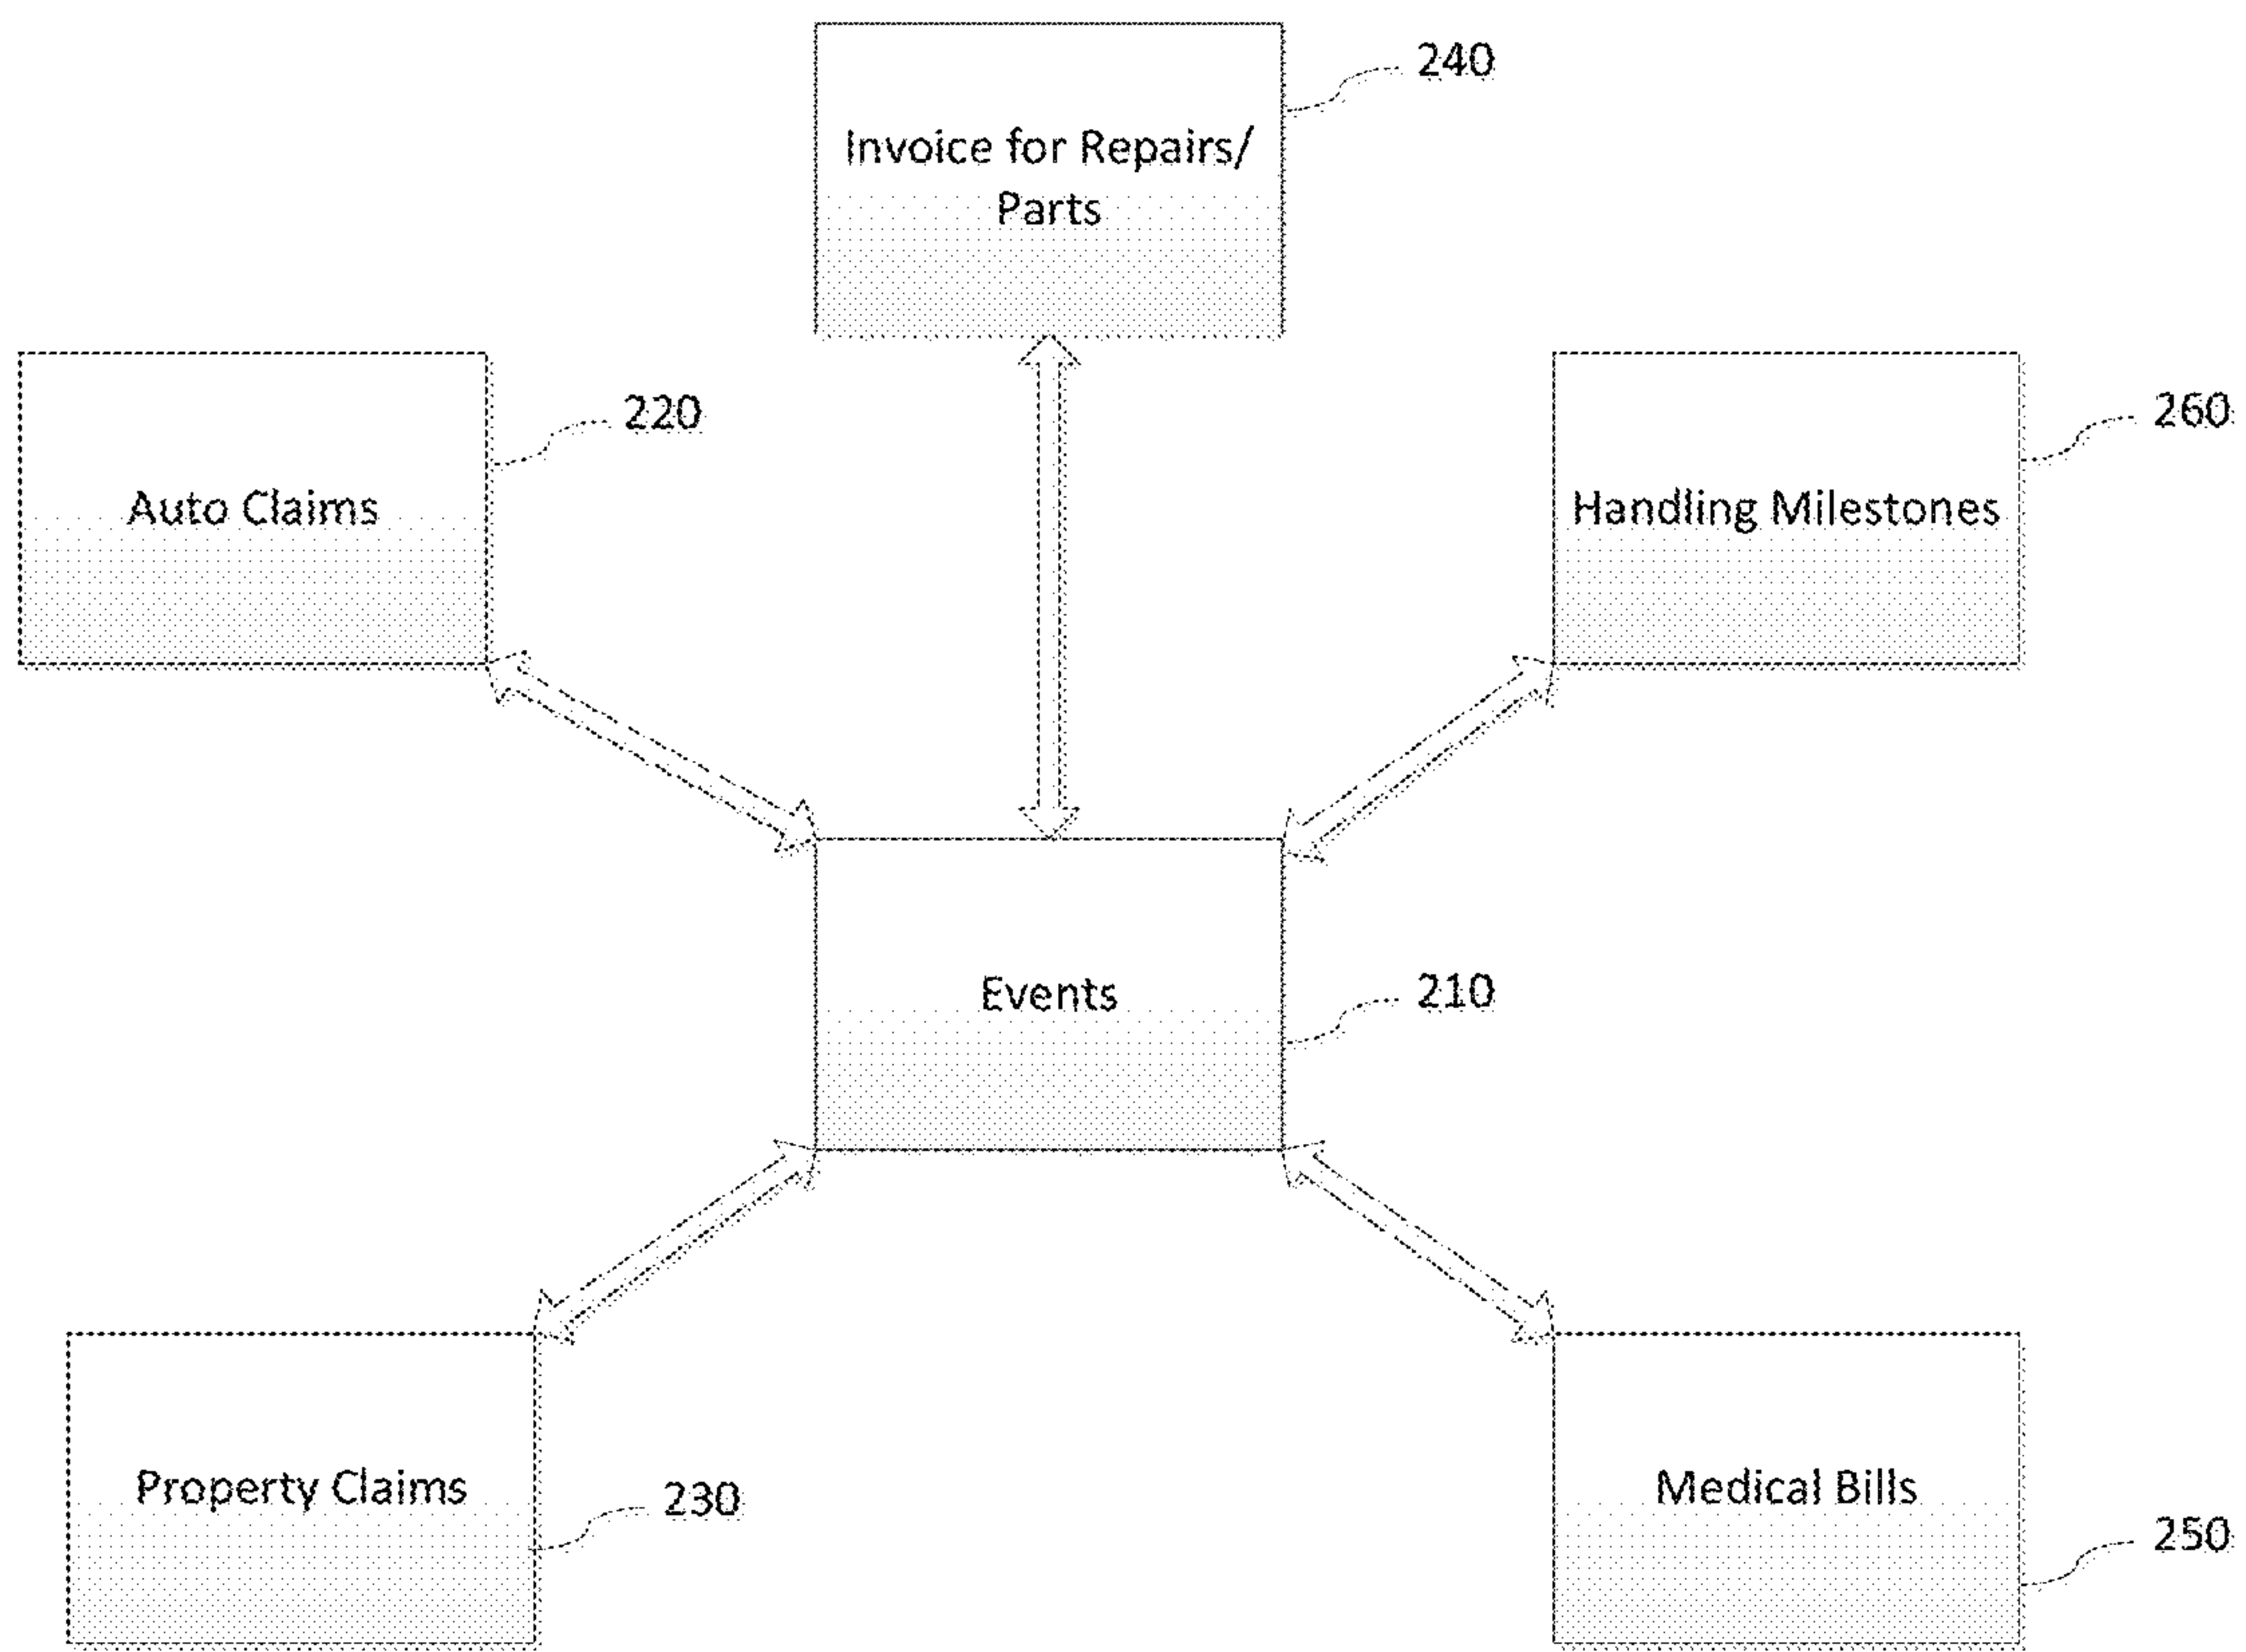 240
Invoice for Repairs/
Parts
220
Auto Claims
260
Handling Milestones
Events
210
Property Claims
230
Medical Bills
250